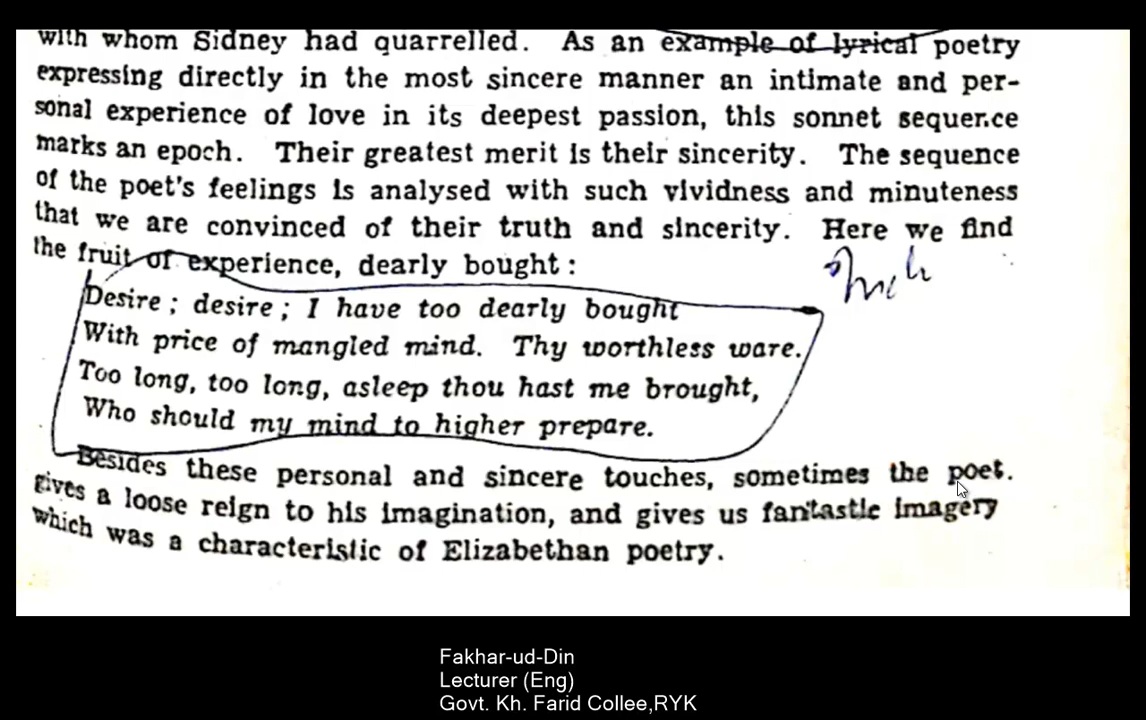 with whom Sidney had quarrelled. As an example of lyrical poetry
expressing directly in the most sincere manner an intimate and per-
sonal experience of love in its deepest passion, this sonnet sequence
marks an epoch. Their greatest merit is their sincerity. The sequence
of the poet's feelings is analysed with such vividness and minuteness
that we are convinced of their truth and sincerity. Here we find
the fruit of experience, dearly bought :
Desire ; desire ; I have too dearly bought
With price of mangled mind. Thy worthless ware.
Too long, too long, asleep thou hast me brought,
Who should my mind to higher prepare.
Besides these personal and sincere touches, sometimes the poet.
gives a loose reign to his imagination, and gives us fantastic imagery
which was a characteristic of Elizabethan poetry.
Fakhar-ud-Din
Lecturer (Eng)
Govt. Kh. Farid Collee,RYK